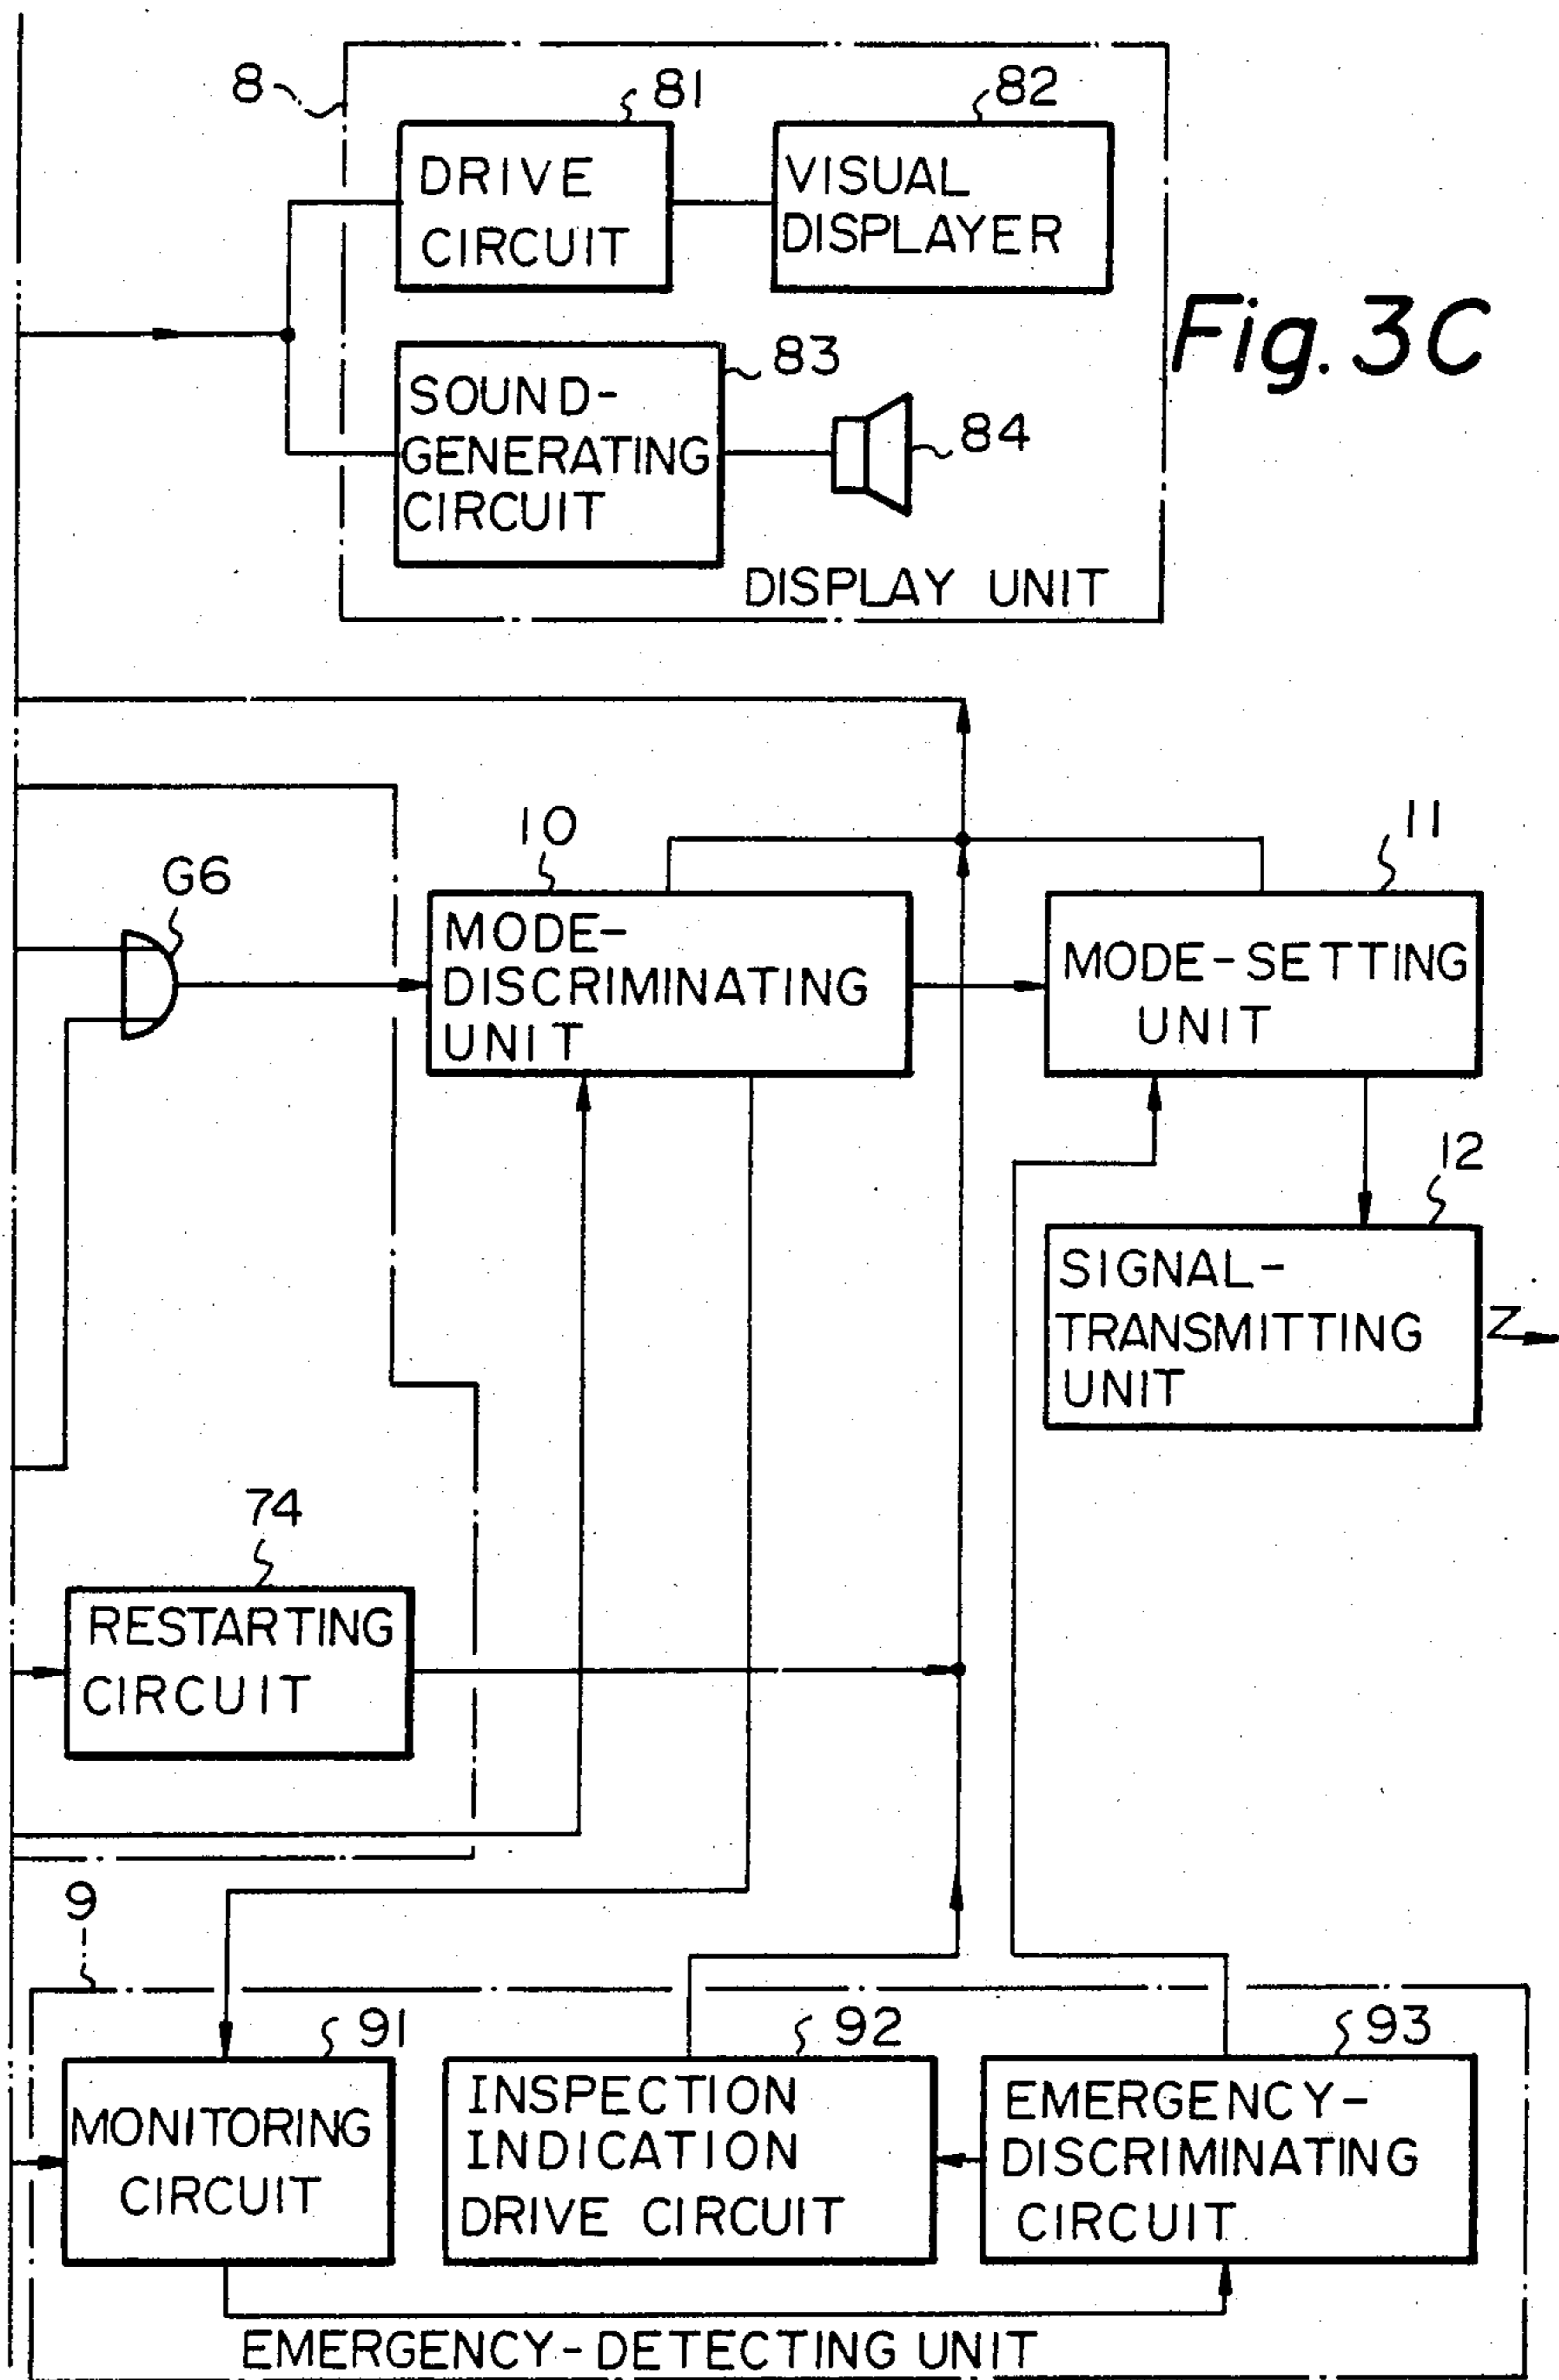 8
81
82
DRIVE
CIRCUIT
VISUAL
DISPLAYER
Fig. 3C
83
SOUND-
GENERATING
CIRCUIT
84
DISPLAY UNIT
10
11
G6
MODE-
DISCRIMINATING
UNIT
MODE-SETTING
UNIT
12
SIGNAL-
TRANSMITTING
UNIT
Z
74
RESTARTING
CIRCUIT
9
91
92
93
MONITORING
CIRCUIT
INSPECTION
INDICATION
DRIVE CIRCUIT
EMERGENCY-
DISCRIMINATING
CIRCUIT
EMERGENCY-DETECTING UNIT